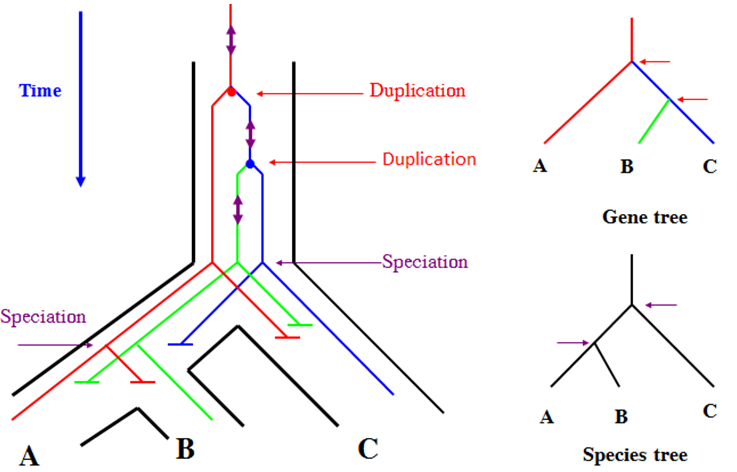 Time
Duplication
Duplication
Speciation
Speciation
A
B
C
A
B
C
Gene tree
A
B
C
Species tree